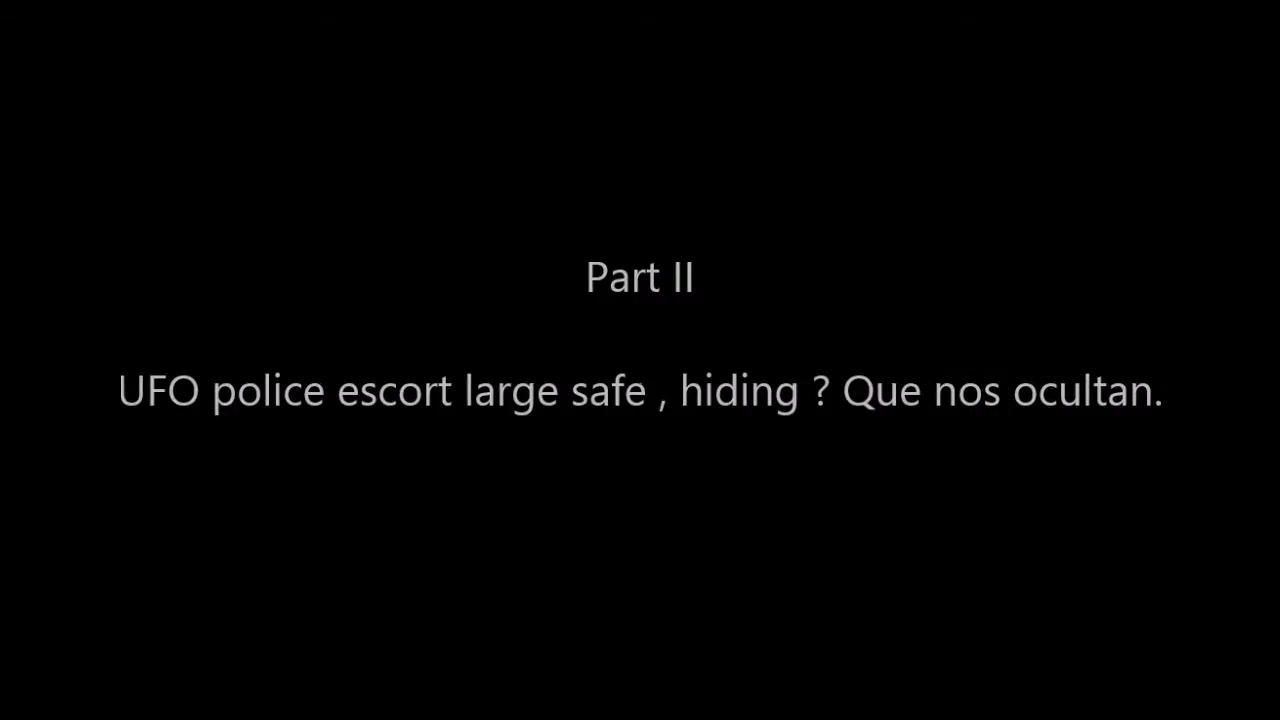 Part II
UFO police escort large safe , hiding ? Que nos ocultan.